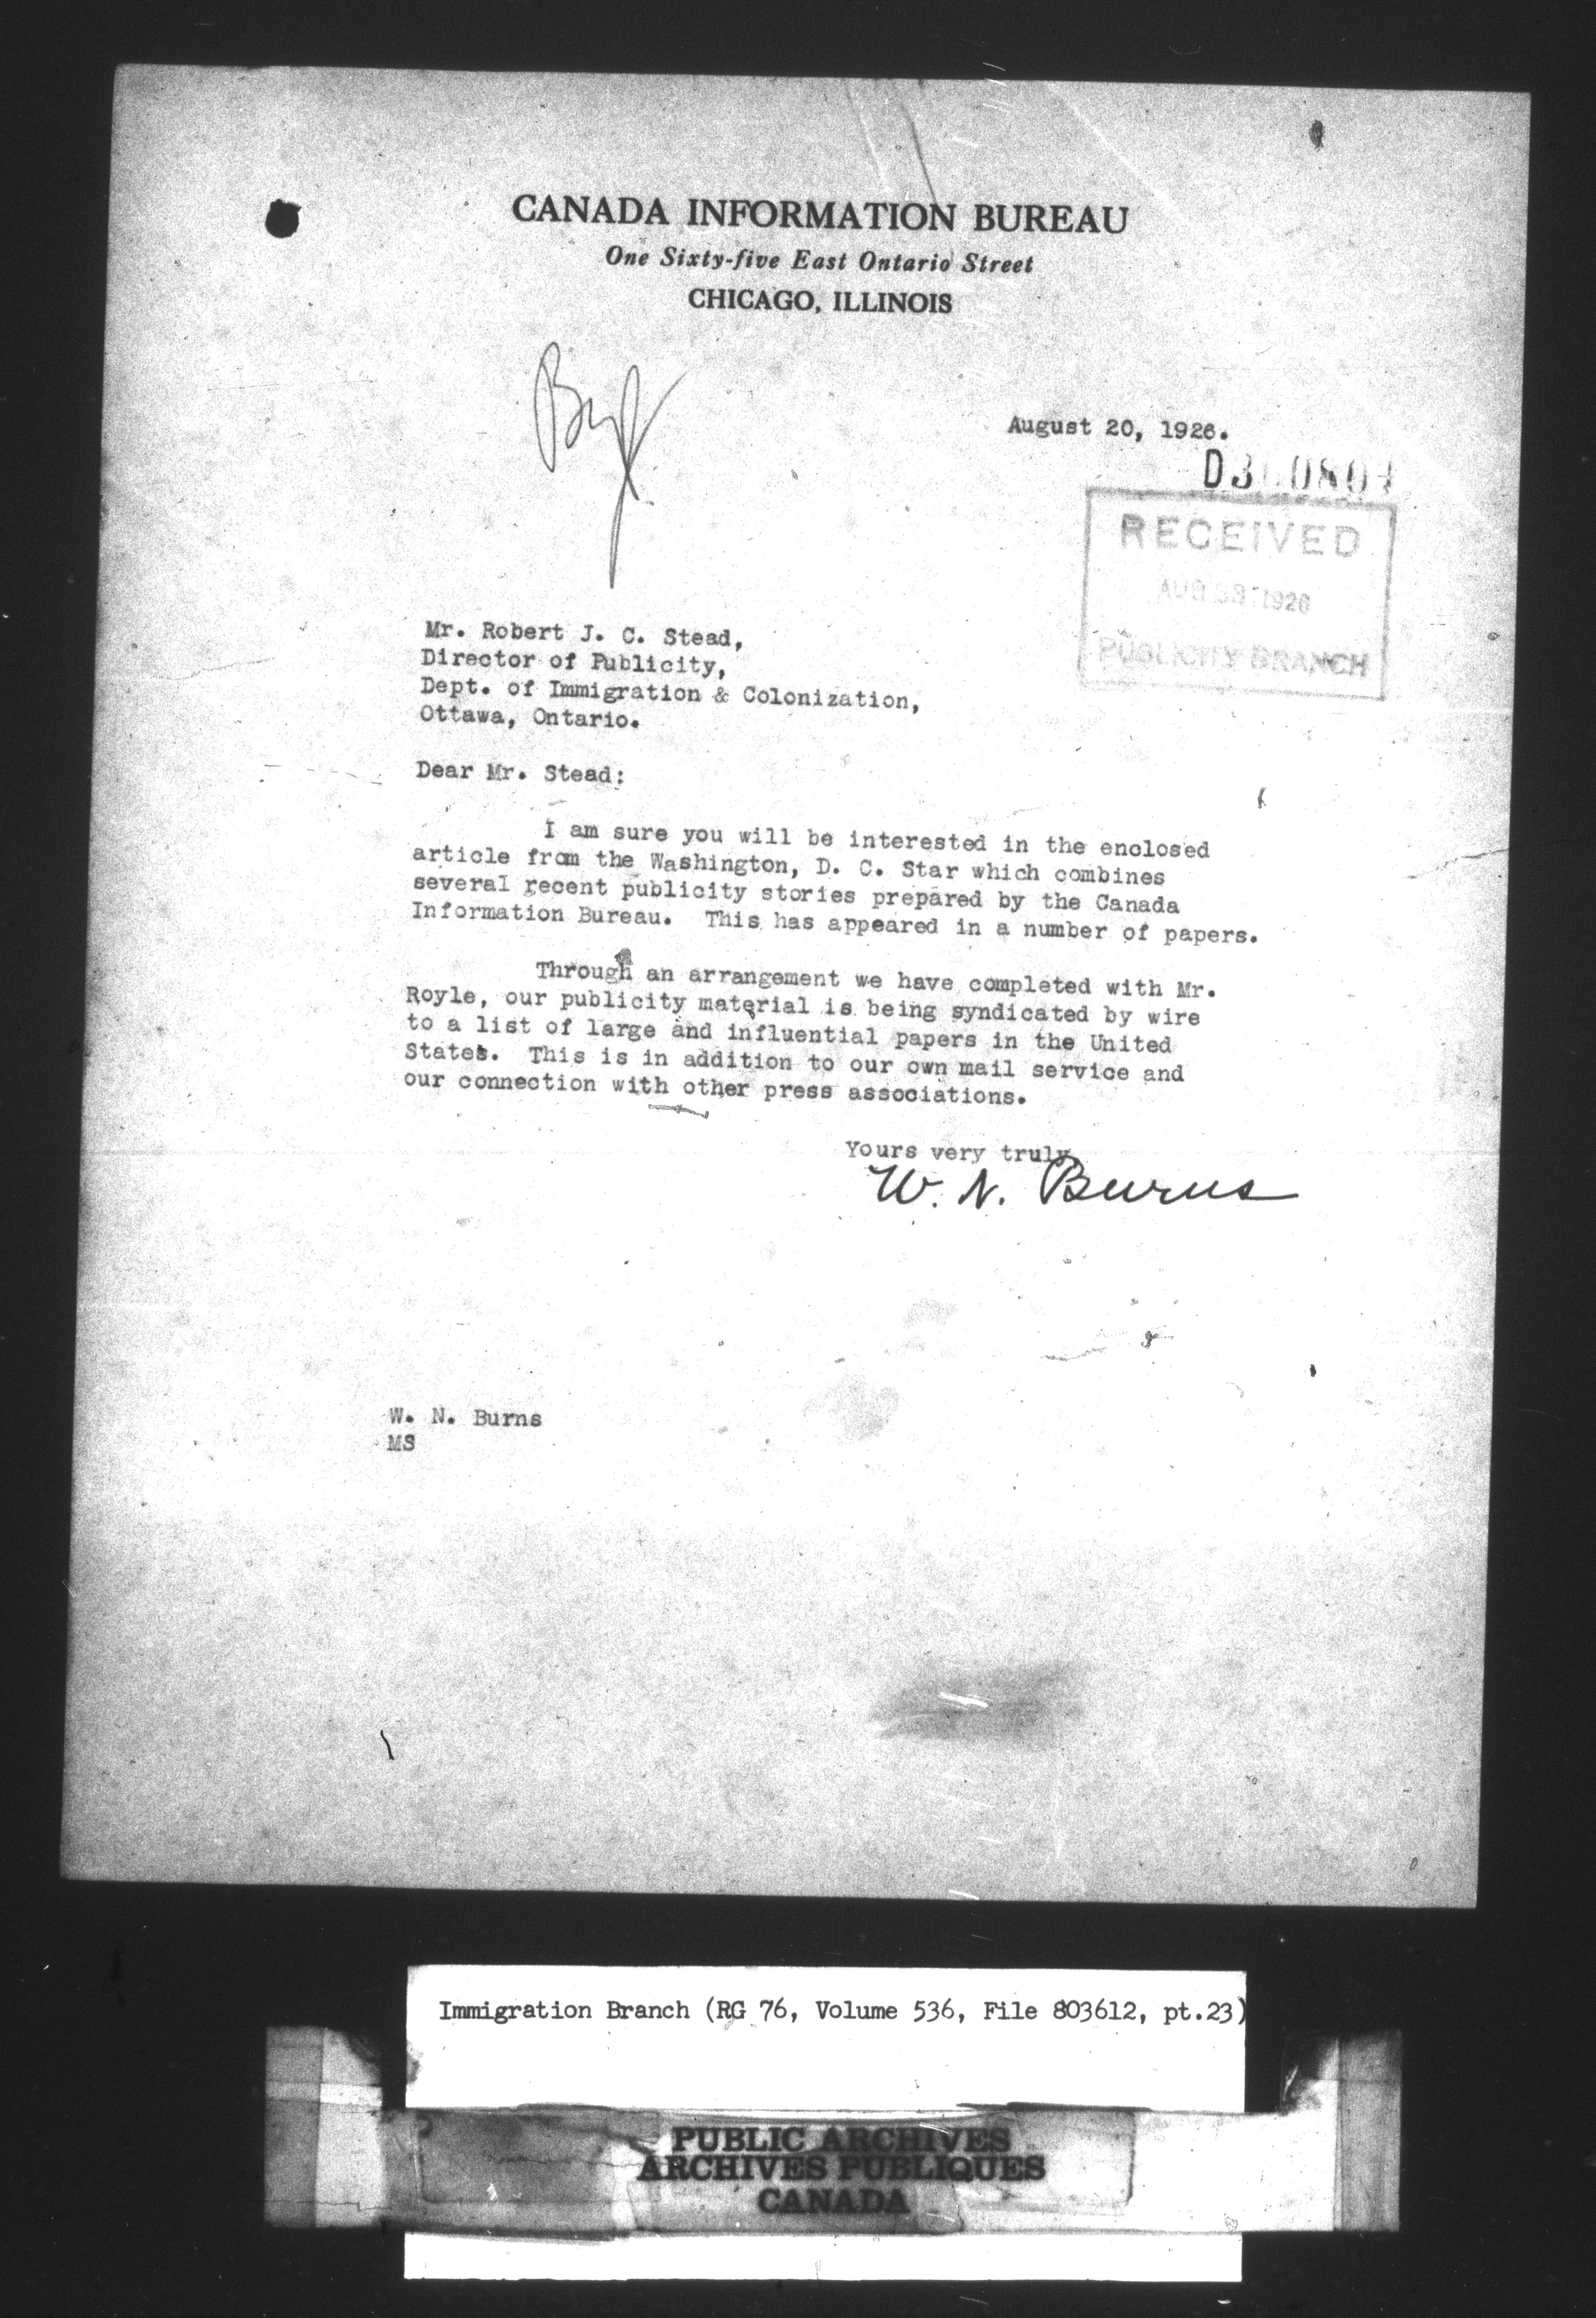 CANADA INFORMATION BUREAU
One Sixty-five East Ontario Street
CHICAGO, ILLINOIS
August 20, 1926.
RECEIVED
1926
PUBLICITY BRANCH
Mr. Robert J. C. Stead,
Director of Publicity,
Dept. of Immigration & Colonization,
Ottawa, Ontario.
Dear Mr. Stead:
I am sure you will be interested in the enclosed
article from the Washington, D. C. Star which combines
several recent publicity stories prepared by the Canada
Information Bureau. This has appeared in a number of papers.
Through an arrangement we have completed with Mr.
Royle, our publicity material is being syndicated by wire
to a list of large and influential papers in the United
States. This is in addition to our own mail service and
our connection with other press associations.
Yours very truly
W. N. Burns
W. N. Burns
MS
Immigration Branch (RG 76, Volume 536, File 803612, pt.23)
PUBLIC ARCHIVES
ARCHIVES PUBLIQUES
CANADA